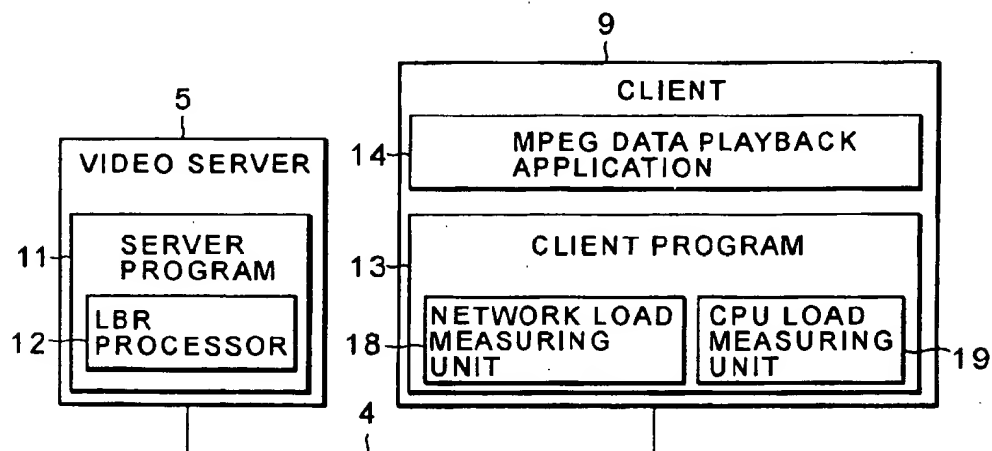 9
CLIENT
5
VIDEO SERVER
14
MPEG DATA PLAYBACK
APPLICATION
11
SERVER
PROGRAM
13
CLIENT PROGRAM
12
LBR
PROCESSOR
18
NETWORK LOAD
MEASURING
UNIT
CPU LOAD
MEASURING
UNIT
19
4